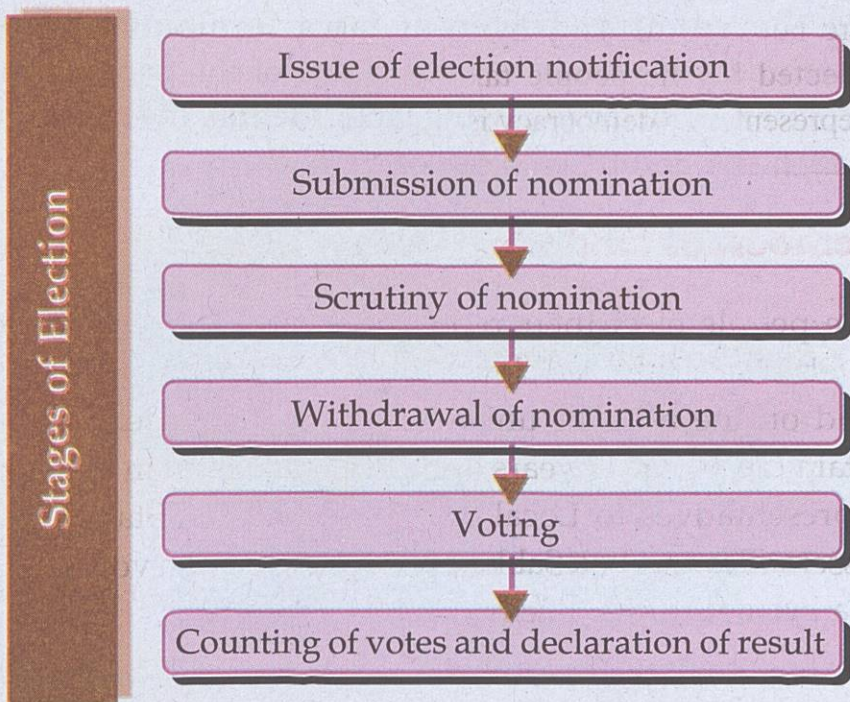 Stages of Election
Issue of election notification
Submission of nomination
Scrutiny of nomination
Withdrawal of nomination
Voting
Counting of votes and declaration of result